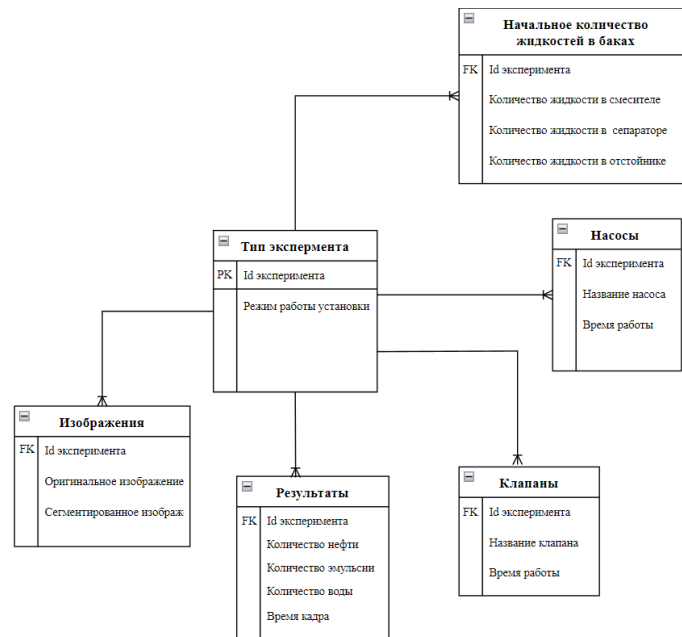 Начальное количество
жидкостей в баках
FK Id эксперимента
Количество жидкости в смесителе
Количество жидкости в сепараторе
Количество жидкости в отстойнике
Тип экспермента
PK Id эксперимента
Режим работы установки
Насосы
FK Id эксперимента
Название насоса
Время работы
Изображения
FK Id эксперимента
Оригинальное изображение
Сегментированное изображ
Результаты
FK Id эксперимента
Количество нефти
Количество эмульсии
Количество воды
Время кадра
Клапаны
FK Id эксперимента
Название клапана
Время работы